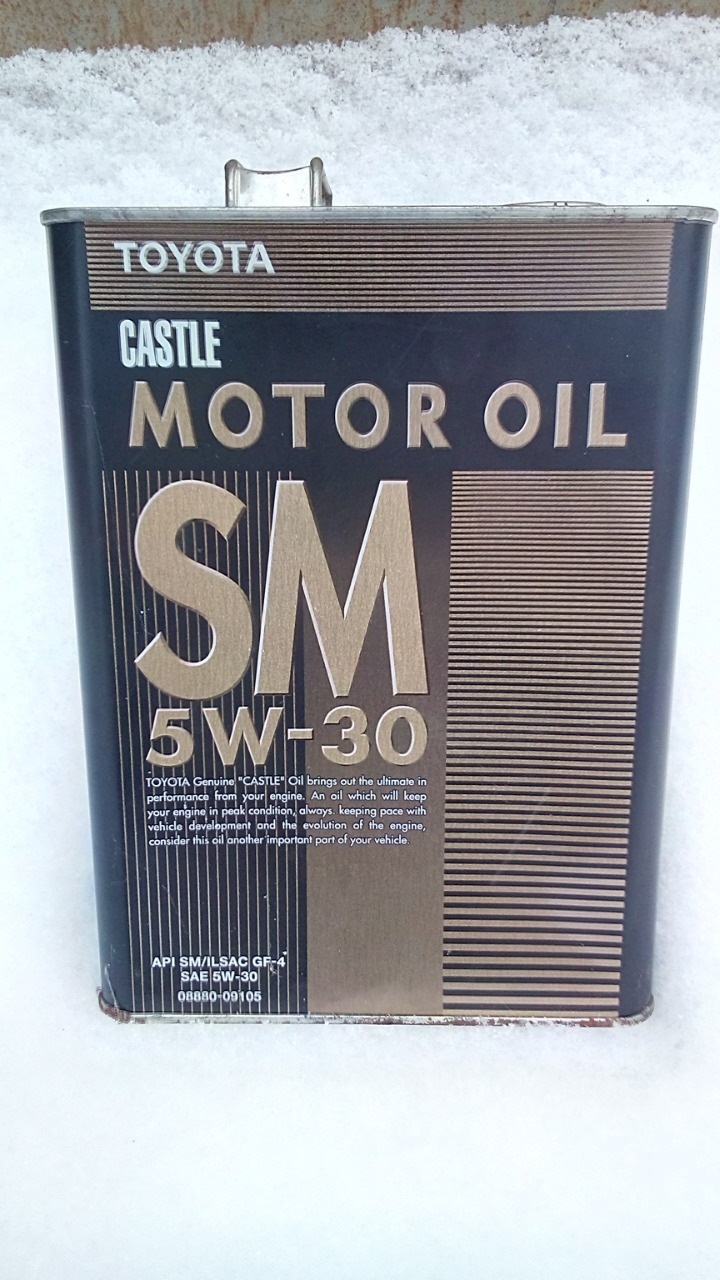 TOYOTA
CASTLE
MOTOR OIL
SM
5W-30
TOYOTA Genuine "CASTLE" Oil brings out the ultimate in
performance from your engine. An oil which will keep
your engine in peak condition, always. keeping pace with
vehicle development and the evolution of the engine,
consider this oil another important part of your vehicle.
API SM/ILSAC GF-4
SAE 5W-30
08880-09105